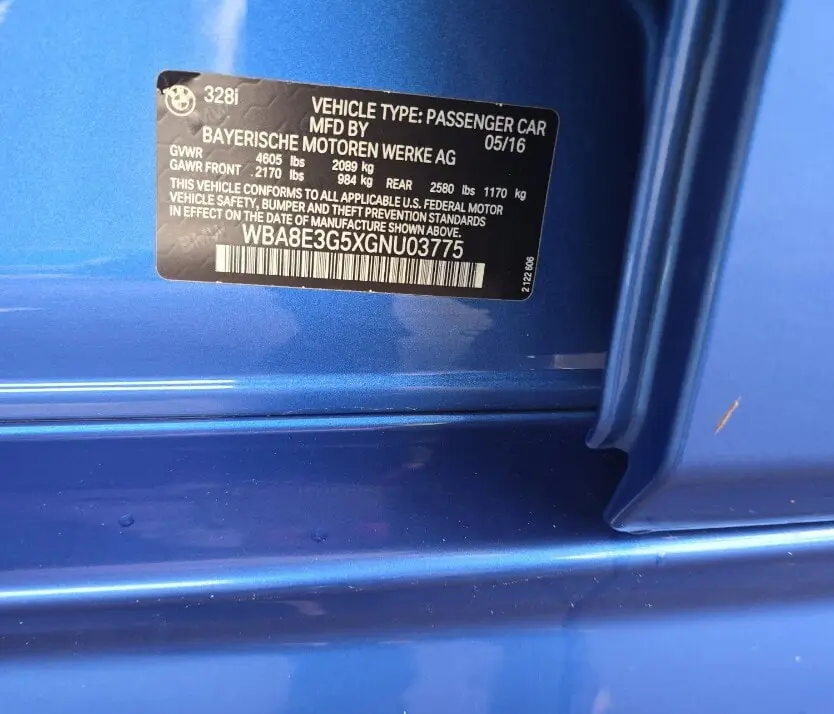 328i
VEHICLE TYPE: PASSENGER CAR
MFD BY 05/16
BAYERISCHE MOTOREN WERKE AG
GVWR 4605 lbs 2089 kg
GAWR FRONT 2170 lbs 984 kg REAR 2580 lbs 1170 kg
THIS VEHICLE CONFORMS TO ALL APPLICABLE U.S. FEDERAL MOTOR
VEHICLE SAFETY, BUMPER AND THEFT PREVENTION STANDARDS
IN EFFECT ON THE DATE OF MANUFACTURE SHOWN ABOVE.
WBA8E3G5XGNU03775
2 122 606